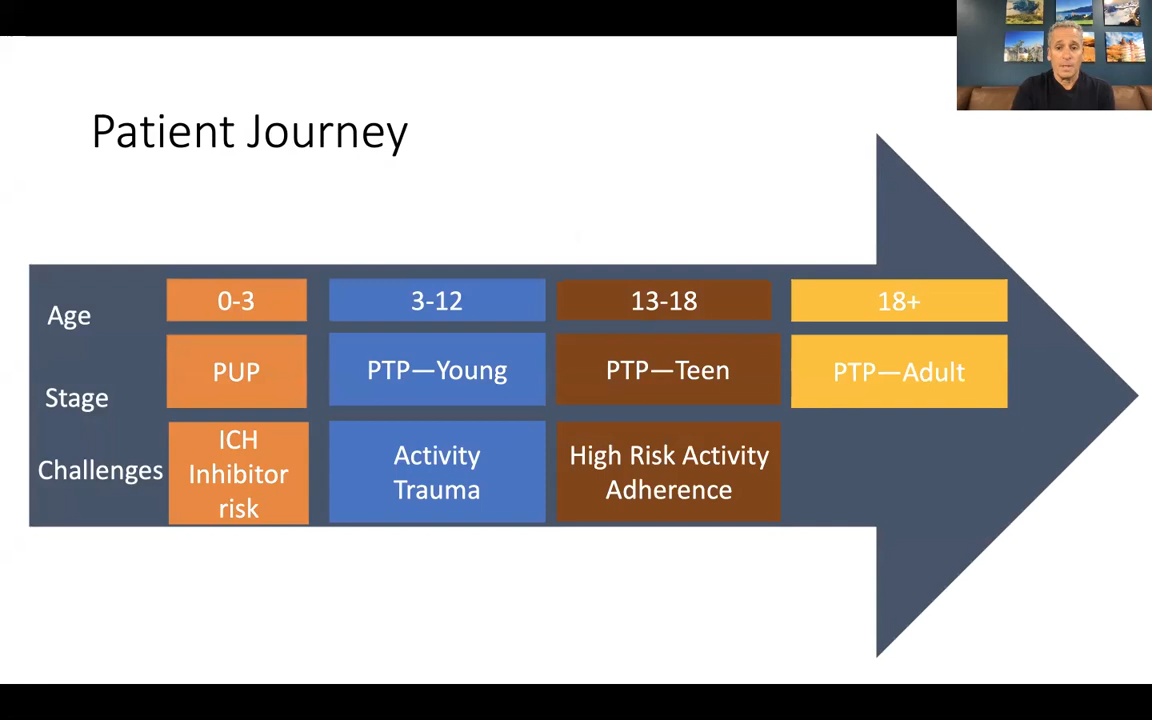 Patient Journey
Age
0-3
3-12
13-18
18+
Stage
PUP
PTP—Young
PTP—Teen
PTP—Adult
Challenges
ICH
Inhibitor
risk
Activity
Trauma
High Risk Activity
Adherence